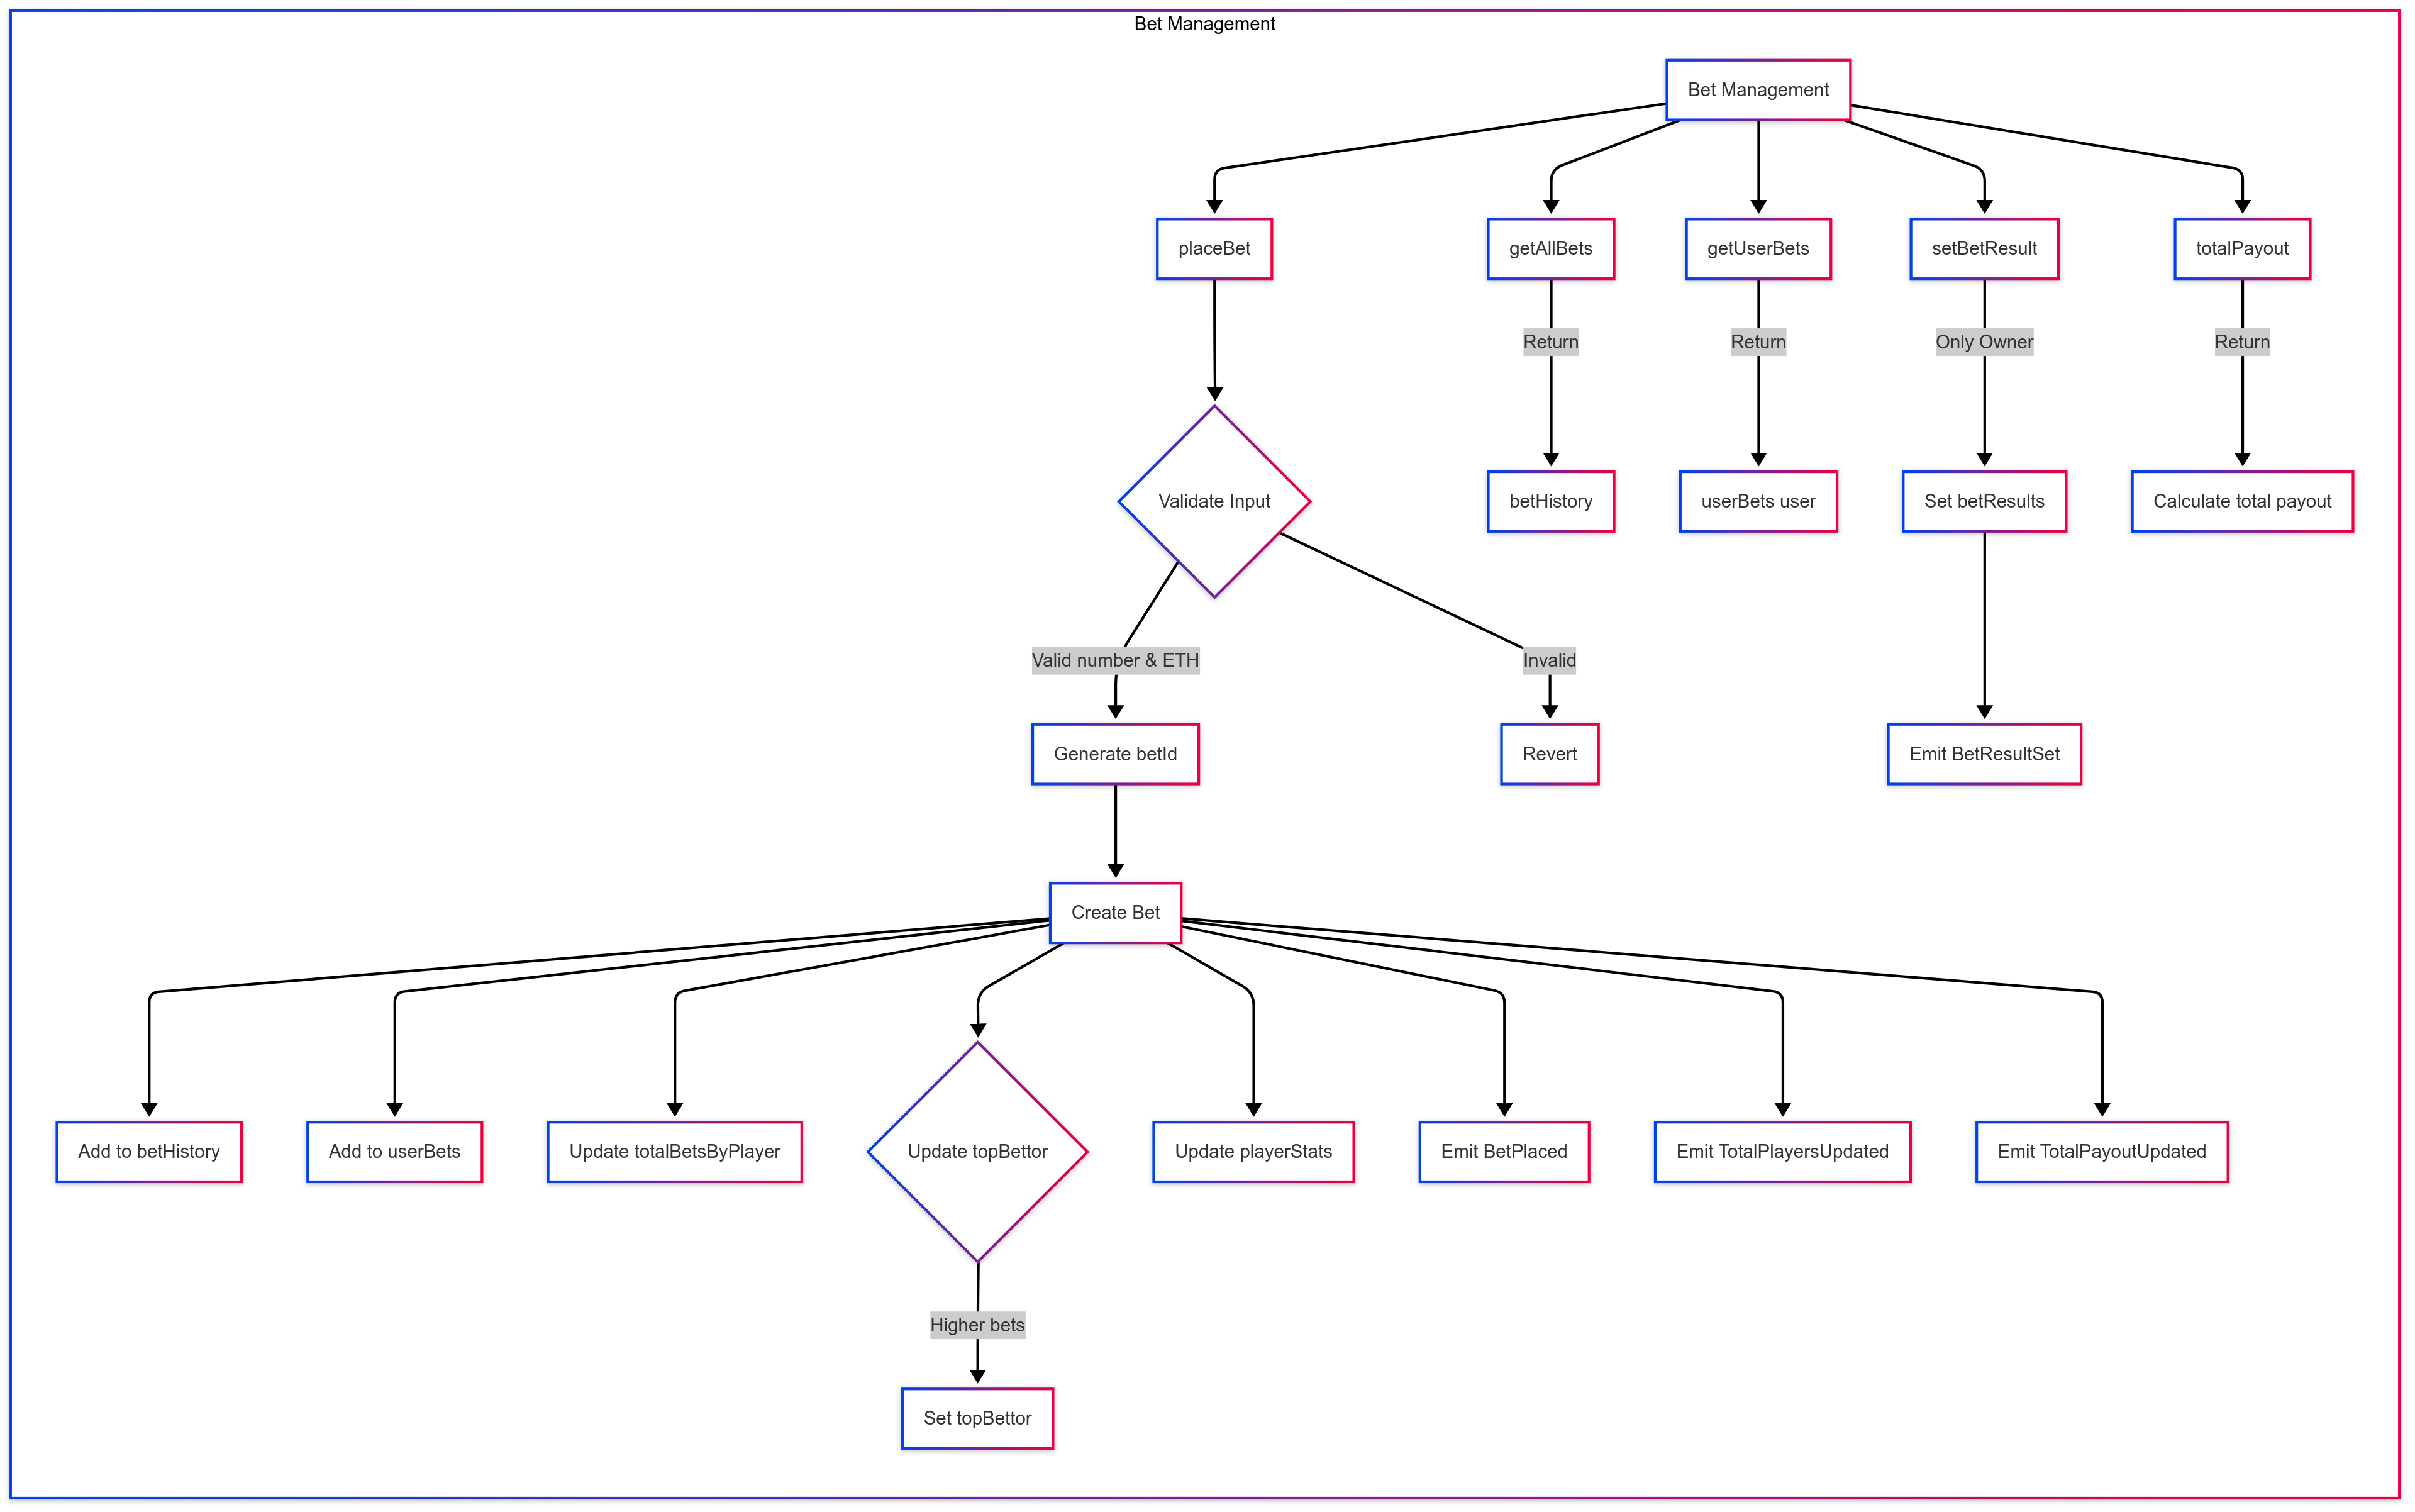 Bet Management
Bet Management
placeBet
getAllBets
getUserBets
setBetResult
totalPayout
Return
Return
Only Owner
Return
Validate Input
betHistory
userBets user
Set betResults
Calculate total payout
Valid number & ETH
Invalid
Generate betId
Revert
Emit BetResultSet
Create Bet
Add to betHistory
Add to userBets
Update totalBetsByPlayer
Update topBettor
Update playerStats
Emit BetPlaced
Emit TotalPlayersUpdated
Emit TotalPayoutUpdated
Higher bets
Set topBettor